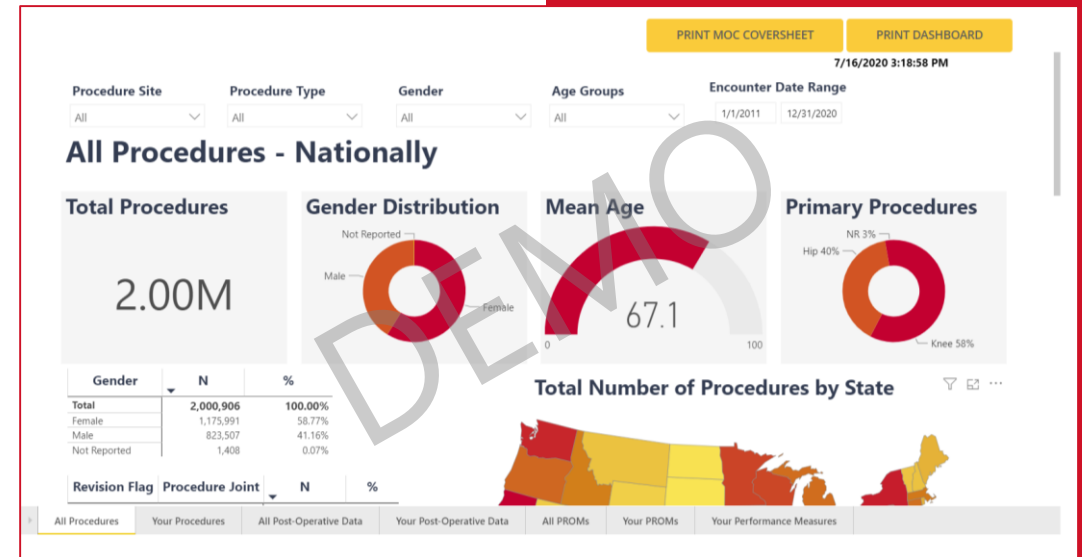 PRINT MOC COVERSHEET PRINT DASHBOARD
7/16/2020 3:18:58 PM
Procedure Site Procedure Type Gender Age Groups Encounter Date Range
All All All All 1/1/2011 12/31/2020
All Procedures - Nationally
Total Procedures
2.00M
Gender Distribution
Not Reported
Male
Female
Mean Age
67.1
0 100
Primary Procedures
NR 3%
Hip 40%
Knee 58%
DEMO
Gender N %
Total 2,000,906 100.00%
Female 1,175,991 58.77%
Male 823,507 41.16%
Not Reported 1,408 0.07%
Total Number of Procedures by State
Revision Flag Procedure Joint N %
All Procedures Your Procedures All Post-Operative Data Your Post-Operative Data All PROMs Your PROMs Your Performance Measures